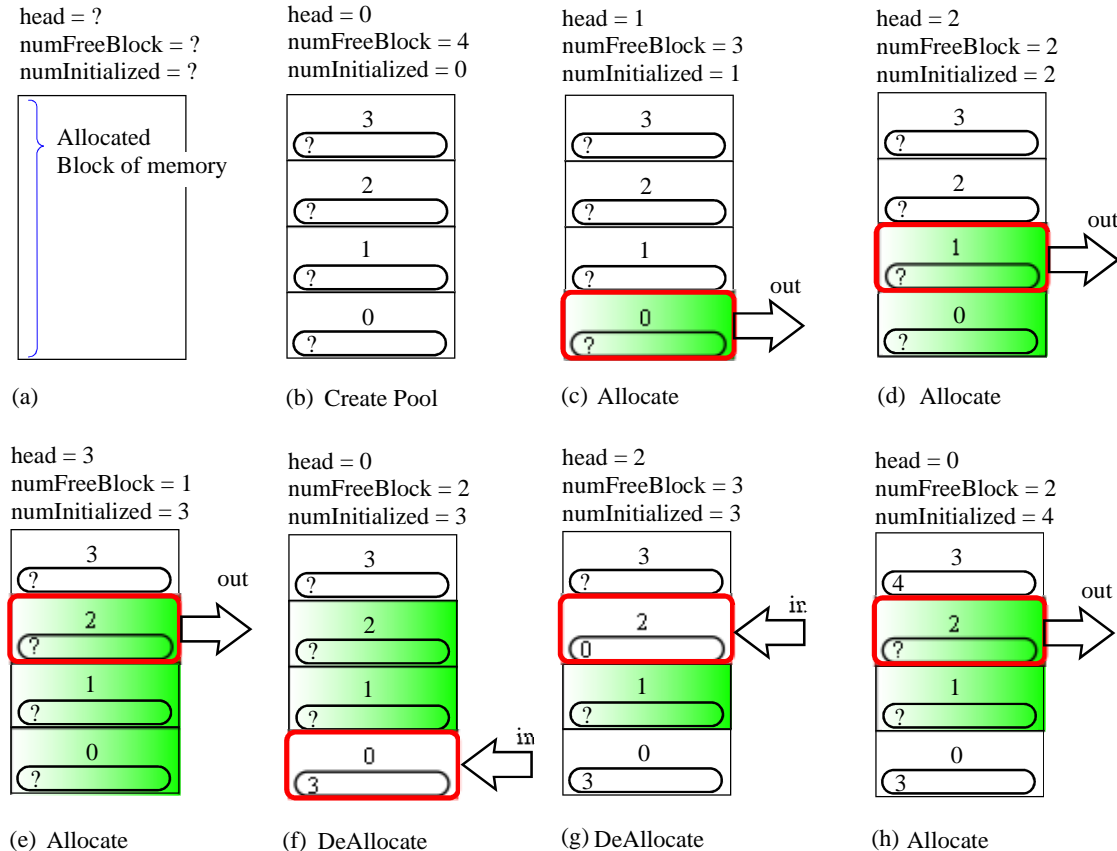 head = ?
numFreeBlock = ?
numInitialized = ?
Allocated
Block of memory
(a)
head = 0
numFreeBlock = 4
numInitialized = 0
3
?
2
?
1
?
0
?
(b) Create Pool
head = 1
numFreeBlock = 3
numInitialized = 1
3
?
2
?
1
?
0
?
out
(c) Allocate
head = 2
numFreeBlock = 2
numInitialized = 2
3
?
2
?
1
?
0
?
out
(d) Allocate
head = 3
numFreeBlock = 1
numInitialized = 3
3
?
2
?
1
?
0
?
out
(e) Allocate
head = 0
numFreeBlock = 2
numInitialized = 3
3
?
2
?
1
?
0
3
in
(f) DeAllocate
head = 2
numFreeBlock = 3
numInitialized = 3
3
?
2
0
1
?
0
3
in
(g) DeAllocate
head = 0
numFreeBlock = 2
numInitialized = 4
3
4
2
?
1
?
0
3
out
(h) Allocate